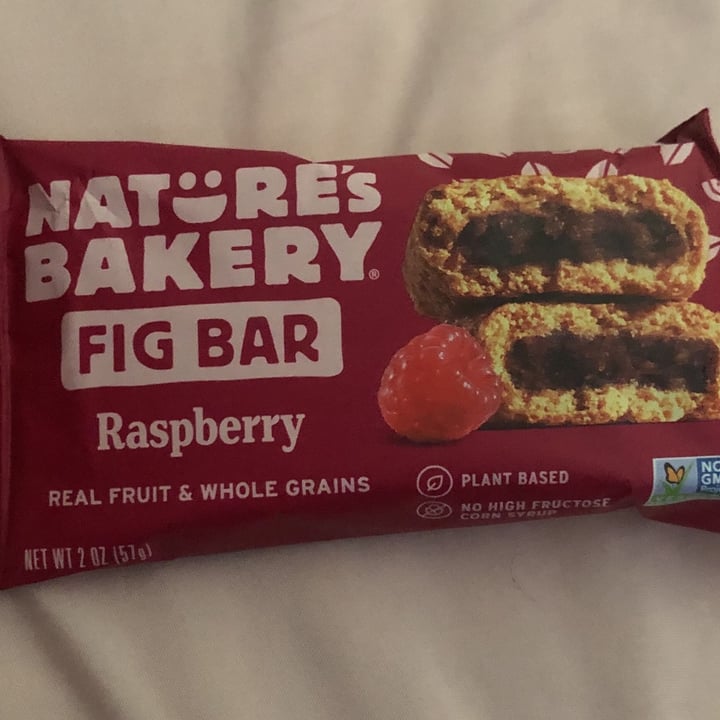 NATURE'S
BAKERY®
FIG BAR
Raspberry
REAL FRUIT & WHOLE GRAINS
PLANT BASED
NO HIGH FRUCTOSE
CORN SYRUP
NET WT 2 OZ (57g)